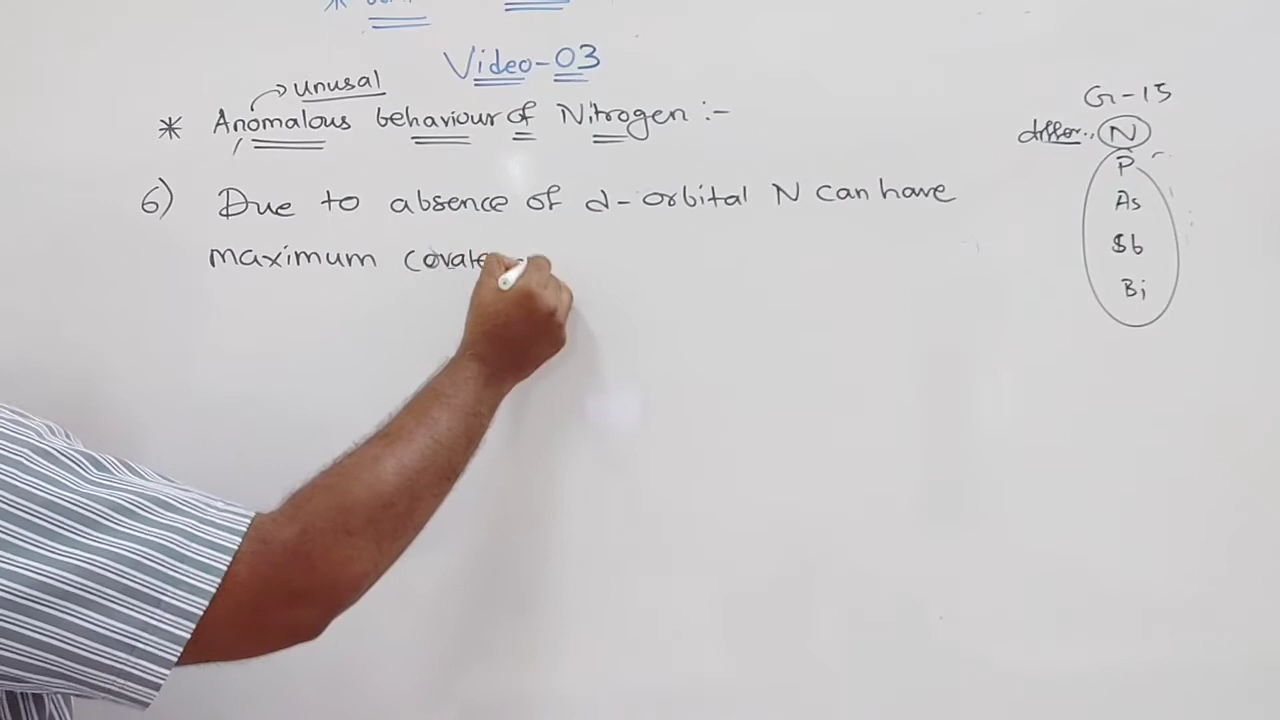 Video-03
unusal
* Anomalous behaviour of Nitrogen :-
6) Due to absence of d-orbital N can have
maximum
G-15
differ.., N
P
As
Sb
Bi